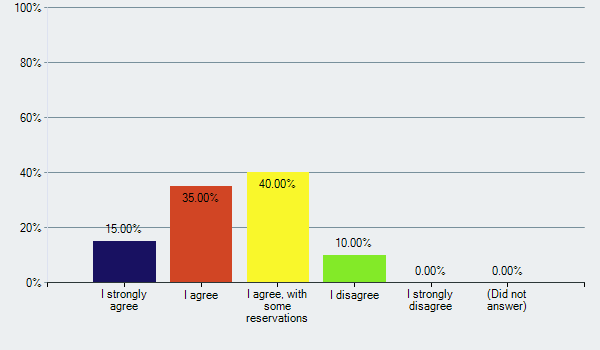 100%
80%
60%
40%
20%
0%
15.00%
35.00%
40.00%
10.00%
0.00%
0.00%
I strongly
agree
I agree
I agree, with
some
reservations
I disagree
I strongly
disagree
(Did not
answer)